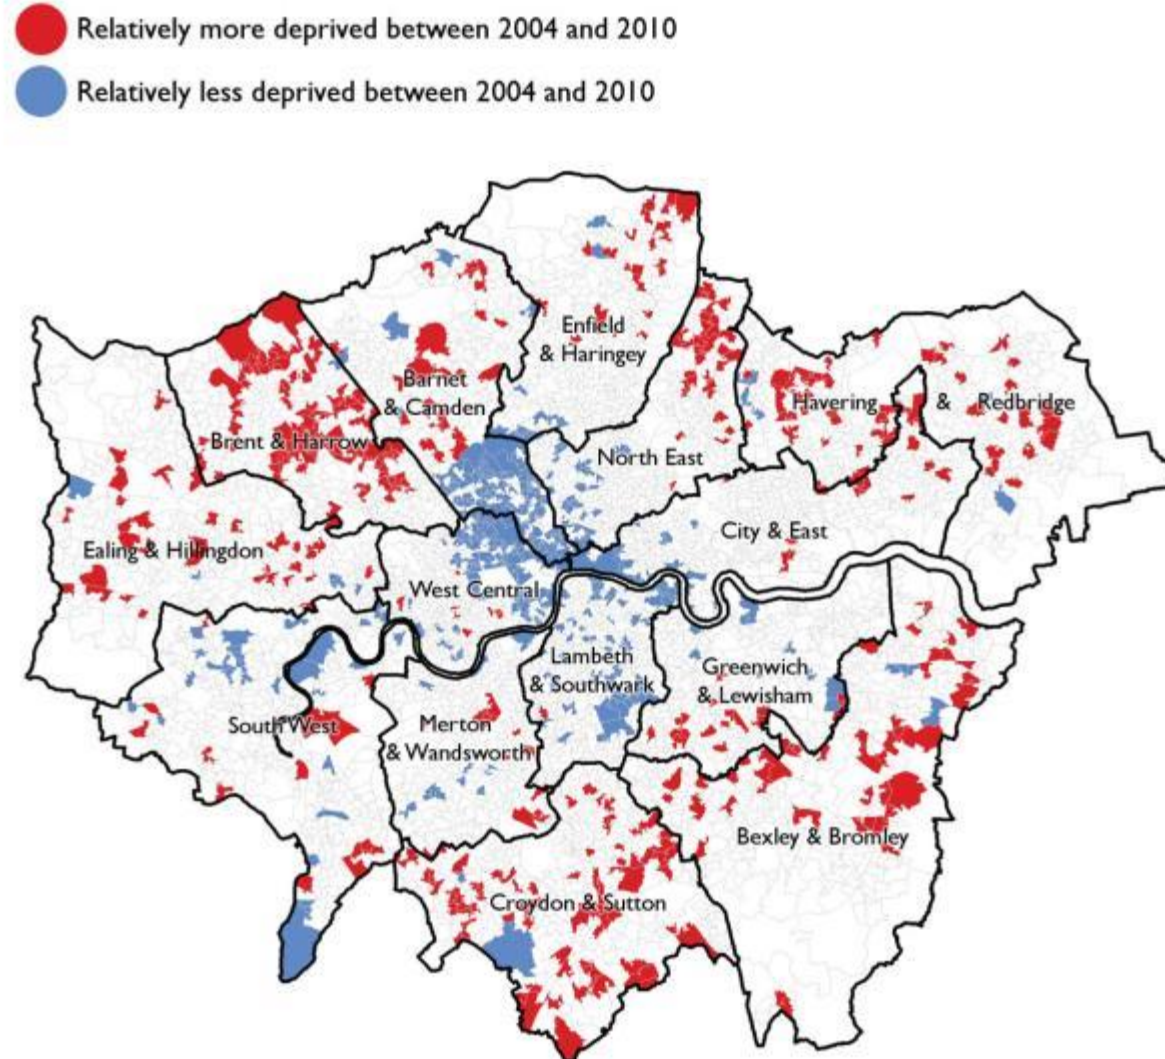 Relatively more deprived between 2004 and 2010
Relatively less deprived between 2004 and 2010
Enfield
& Haringey
Barnet
& Camden
Havering & Redbridge
Brent & Harrow
North East
City & East
Ealing & Hillingdon
West Central
Lambeth
& Southwark
Greenwich
& Lewisham
South West
Merton
& Wandsworth
Bexley & Bromley
Croydon & Sutton